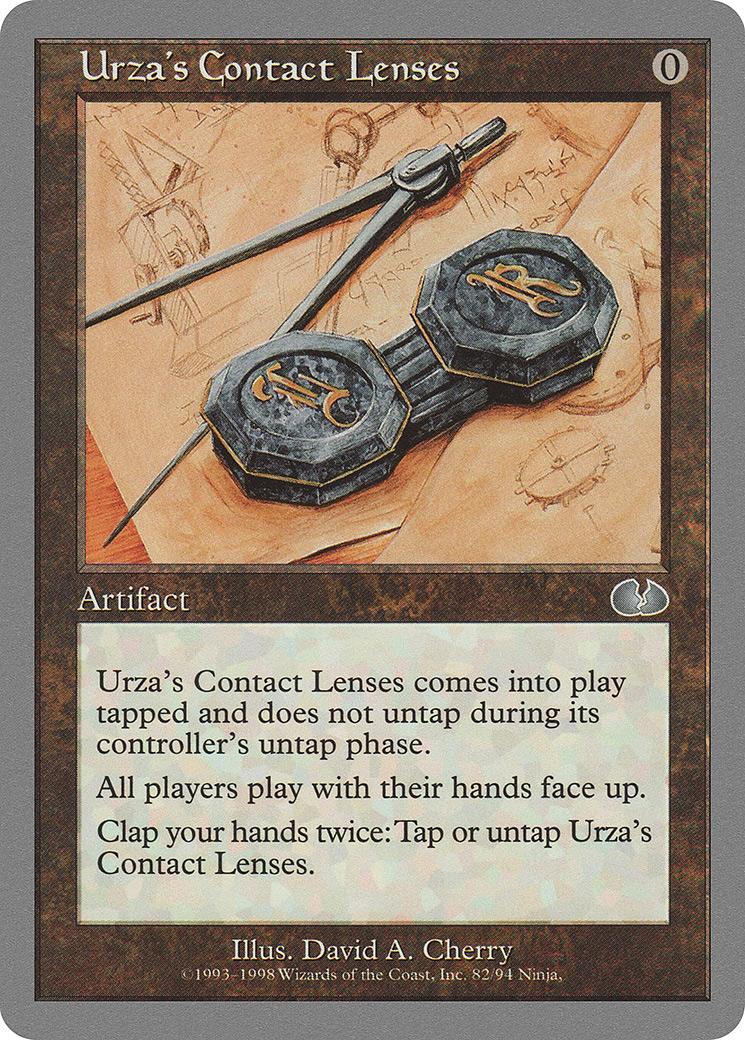 Urza's Contact Lenses 0
L R
Artifact
Urza's Contact Lenses comes into play
tapped and does not untap during its
controller's untap phase.
All players play with their hands face up.
Clap your hands twice: Tap or untap Urza's
Contact Lenses.
Illus. David A. Cherry
©1993–1998 Wizards of the Coast, Inc. 82/94 Ninja,